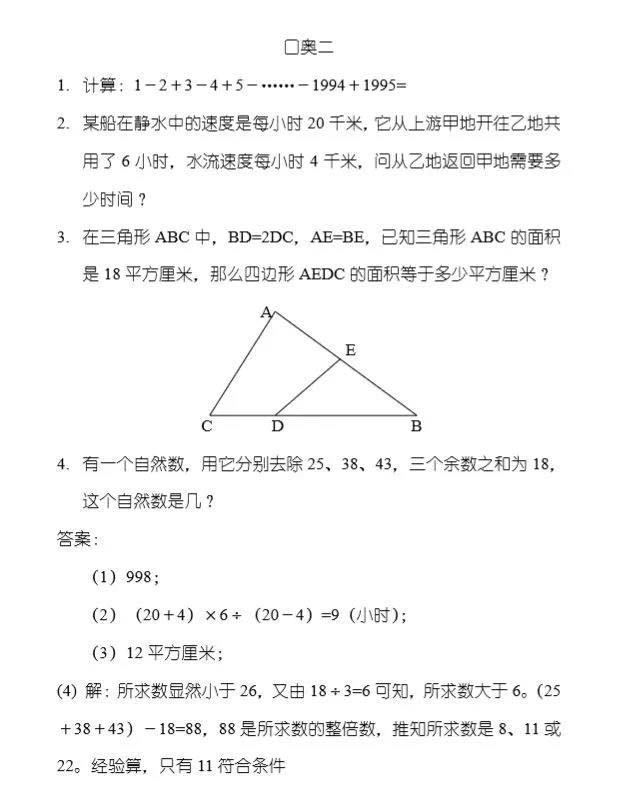 口奥二
1. 计算：1－2＋3－4＋5－……－1994＋1995=
2. 某船在静水中的速度是每小时 20 千米，它从上游甲地开往乙地共
用了 6 小时，水流速度每小时 4 千米，问从乙地返回甲地需要多
少时间？
3. 在三角形 ABC 中，BD=2DC，AE=BE，已知三角形 ABC 的面积
是 18 平方厘米，那么四边形 AEDC 的面积等于多少平方厘米？
A
E
C D B
4. 有一个自然数，用它分别去除 25、38、43，三个余数之和为 18，
这个自然数是几？
答案：
（1）998；
（2）（20＋4）×6÷（20－4）=9（小时）；
（3）12 平方厘米；
(4) 解：所求数显然小于 26，又由 18÷3=6 可知，所求数大于 6。（25
＋38＋43）－18=88，88 是所求数的整倍数，推知所求数是 8、11 或
22。经验算，只有 11 符合条件